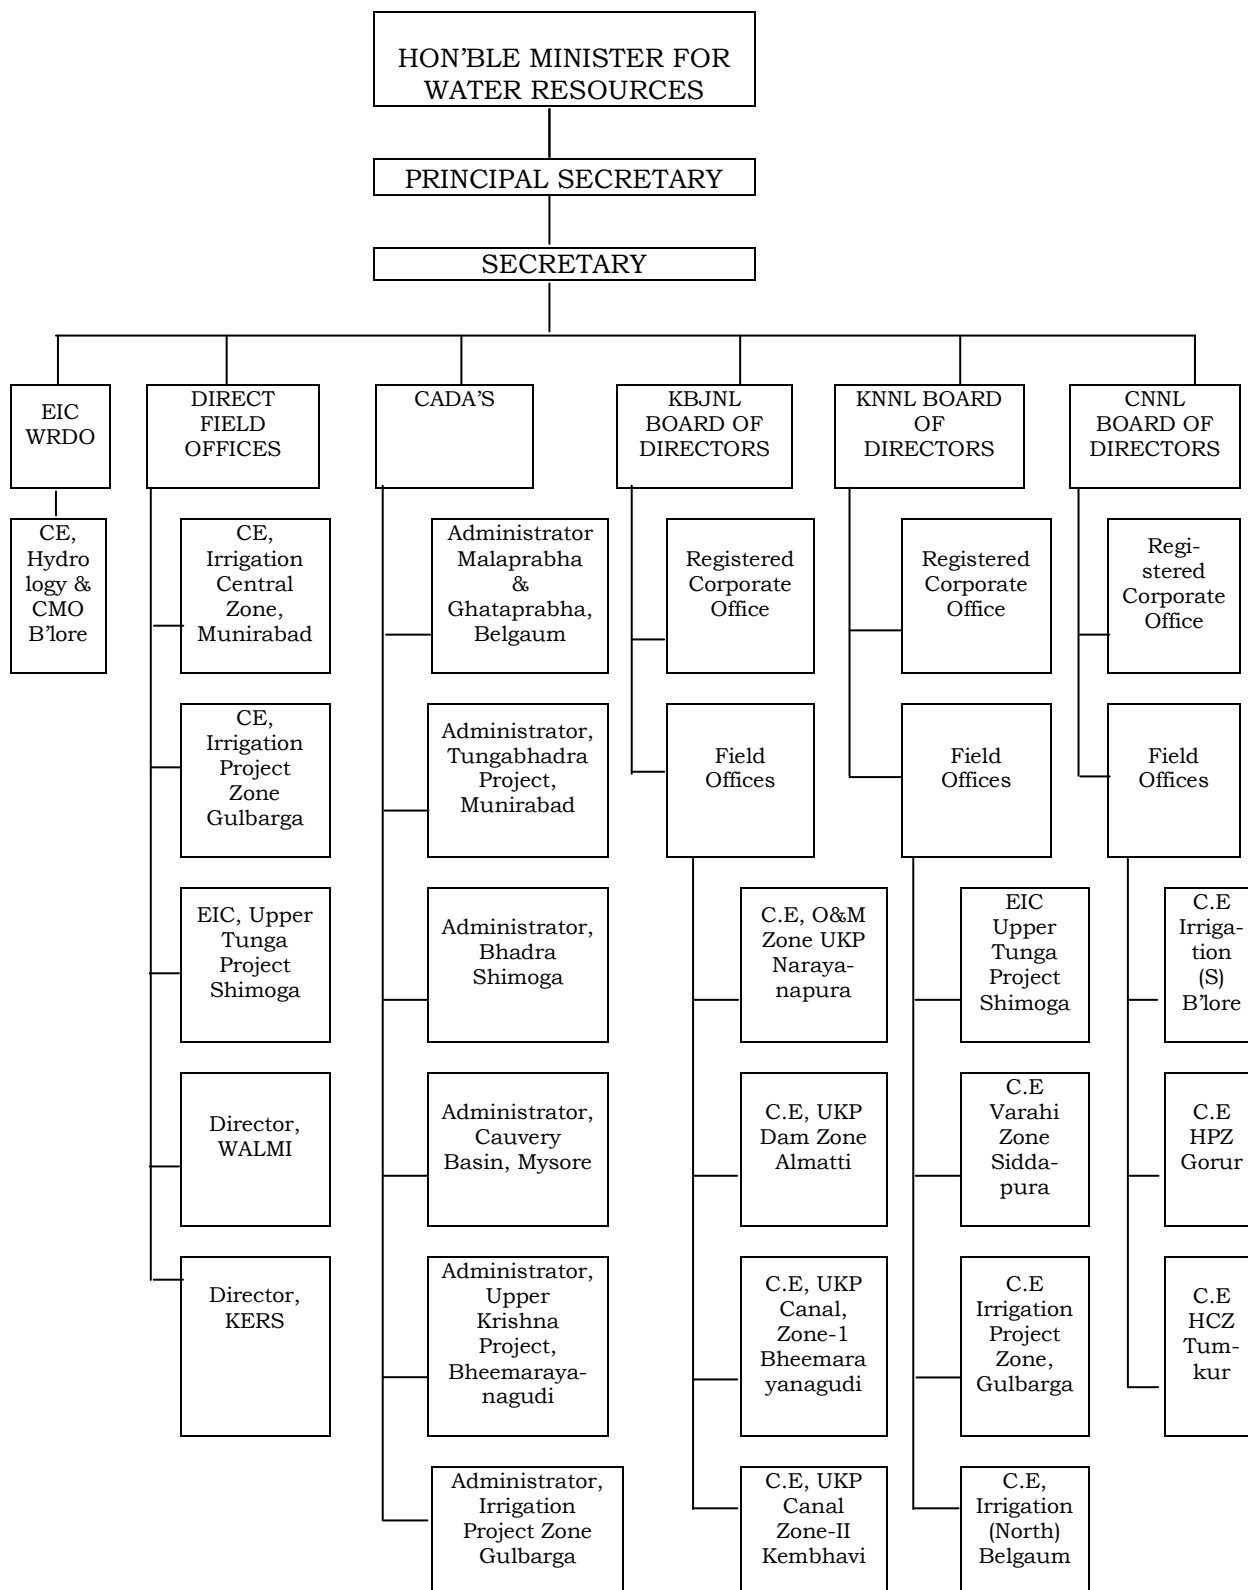 HON'BLE MINISTER FOR
WATER RESOURCES
PRINCIPAL SECRETARY
SECRETARY
EIC
WRDO
DIRECT
FIELD
OFFICES
CADA'S
KBJNL
BOARD OF
DIRECTORS
KNNL BOARD
OF
DIRECTORS
CNNL
BOARD OF
DIRECTORS
CE,
Hydro
logy &
CMO
B'lore
CE,
Irrigation
Central
Zone,
Munirabad
Administrator
Malaprabha
&
Ghataprabha,
Belgaum
Registered
Corporate
Office
Registered
Corporate
Office
Regi-
stered
Corporate
Office
CE,
Irrigation
Project
Zone
Gulbarga
Administrator,
Tungabhadra
Project,
Munirabad
Field
Offices
Field
Offices
Field
Offices
EIC, Upper
Tunga
Project
Shimoga
Administrator,
Bhadra
Shimoga
C.E, O&M
Zone UKP
Naraya-
napura
EIC
Upper
Tunga
Project
Shimoga
C.E
Irriga-
tion
(S)
B'lore
Director,
WALMI
Administrator,
Cauvery
Basin, Mysore
C.E, UKP
Dam Zone
Almatti
C.E
Varahi
Zone
Sidda-
pura
C.E
HPZ
Gorur
Director,
KERS
Administrator,
Upper
Krishna
Project,
Bheemaraya-
nagudi
C.E, UKP
Canal,
Zone-1
Bheemara
yanagudi
C.E
Irrigation
Project
Zone,
Gulbarga
C.E
HCZ
Tum-
kur
Administrator,
Irrigation
Project Zone
Gulbarga
C.E, UKP
Canal
Zone-II
Kembhavi
C.E,
Irrigation
(North)
Belgaum